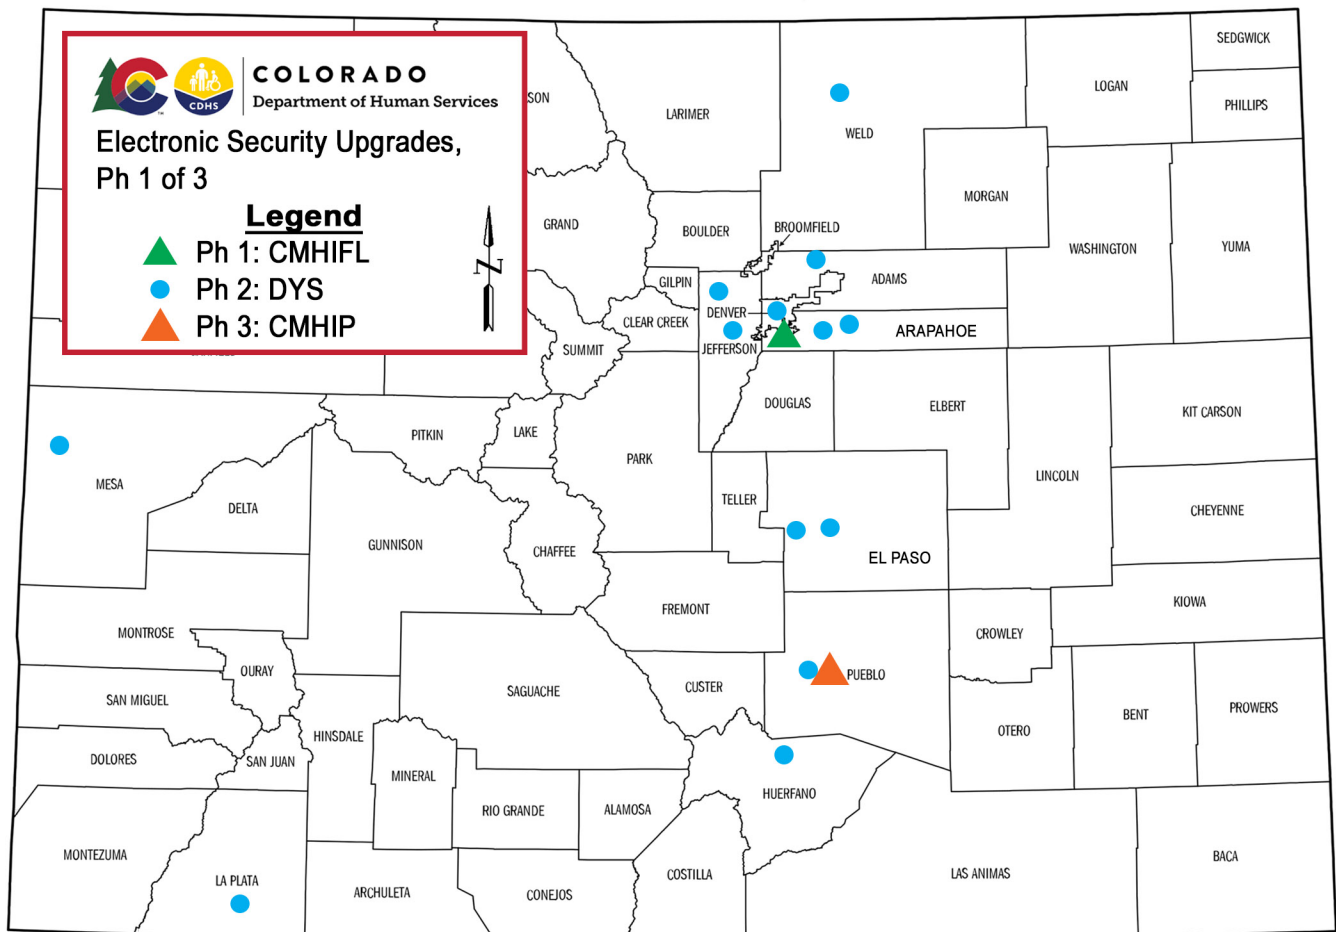 COLORADO
Department of Human Services
CDHS
TM
Electronic Security Upgrades,
Ph 1 of 3
Legend
Ph 1: CMHIFL
Ph 2: DYS
Ph 3: CMHIP
N
SON
LARIMER
WELD
LOGAN
SEDGWICK
PHILLIPS
MORGAN
GRAND
BOULDER
BROOMFIELD
WASHINGTON
YUMA
GILPIN
ADAMS
CLEAR CREEK
DENVER
ARAPAHOE
SUMMIT
JEFFERSON
DOUGLAS
ELBERT
KIT CARSON
PITKIN
LAKE
PARK
LINCOLN
MESA
DELTA
TELLER
CHEYENNE
GUNNISON
CHAFFEE
EL PASO
FREMONT
KIOWA
MONTROSE
CROWLEY
OURAY
SAN MIGUEL
SAGUACHE
CUSTER
PUEBLO
OTERO
BENT
PROWERS
HINSDALE
DOLORES
SAN JUAN
MINERAL
HUERFANO
RIO GRANDE
ALAMOSA
MONTEZUMA
LA PLATA
ARCHULETA
CONEJOS
COSTILLA
LAS ANIMAS
BACA